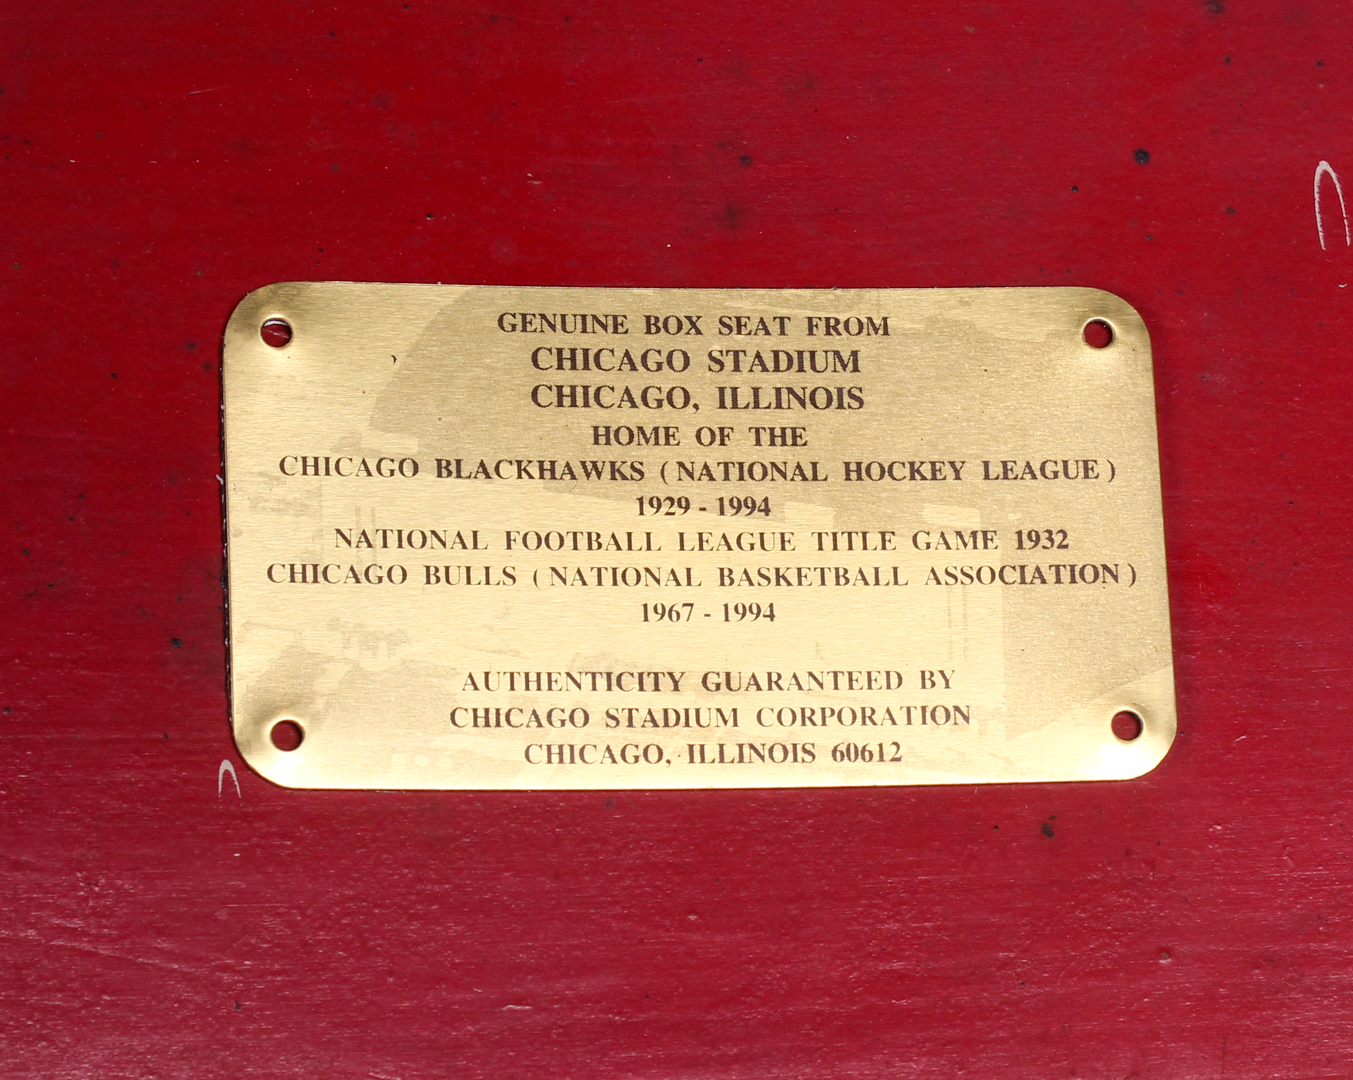 GENUINE BOX SEAT FROM
CHICAGO STADIUM
CHICAGO, ILLINOIS
HOME OF THE
CHICAGO BLACKHAWKS (NATIONAL HOCKEY LEAGUE)
1929 - 1994
NATIONAL FOOTBALL LEAGUE TITLE GAME 1932
CHICAGO BULLS (NATIONAL BASKETBALL ASSOCIATION)
1967 - 1994
AUTHENTICITY GUARANTEED BY
CHICAGO STADIUM CORPORATION
CHICAGO, ILLINOIS 60612